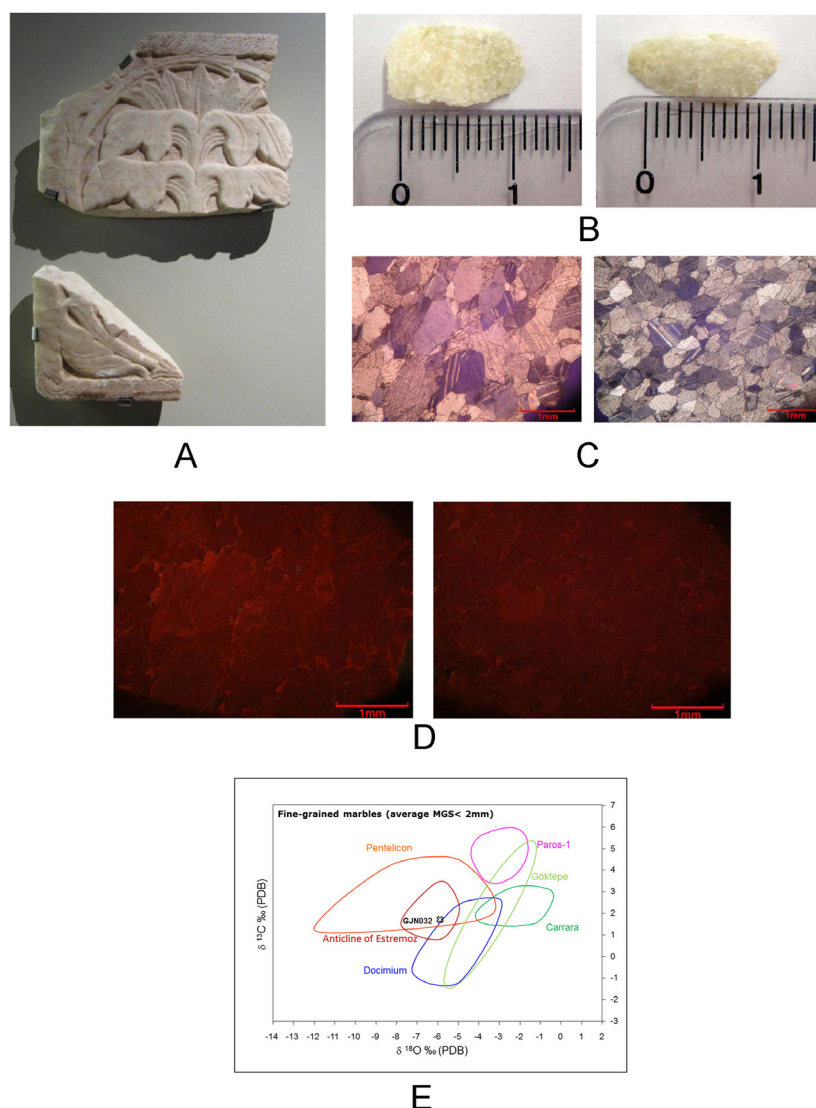 A
0
1
0
1
B
1mm
1mm
C
1mm
1mm
D
Fine-grained marbles (average MGS< 2mm)
Pentelicon
Paros-1
Göktepe
GJN032
Anticline of Estremoz
Carrara
Docimium
7
6
5
4
3
2
1
0
-1
-2
-3
δ ¹³C ‰ (PDB)
-14 -13 -12 -11 -10 -9 -8 -7 -6 -5 -4 -3 -2 -1 0 1 2
δ ¹⁸O ‰ (PDB)
E